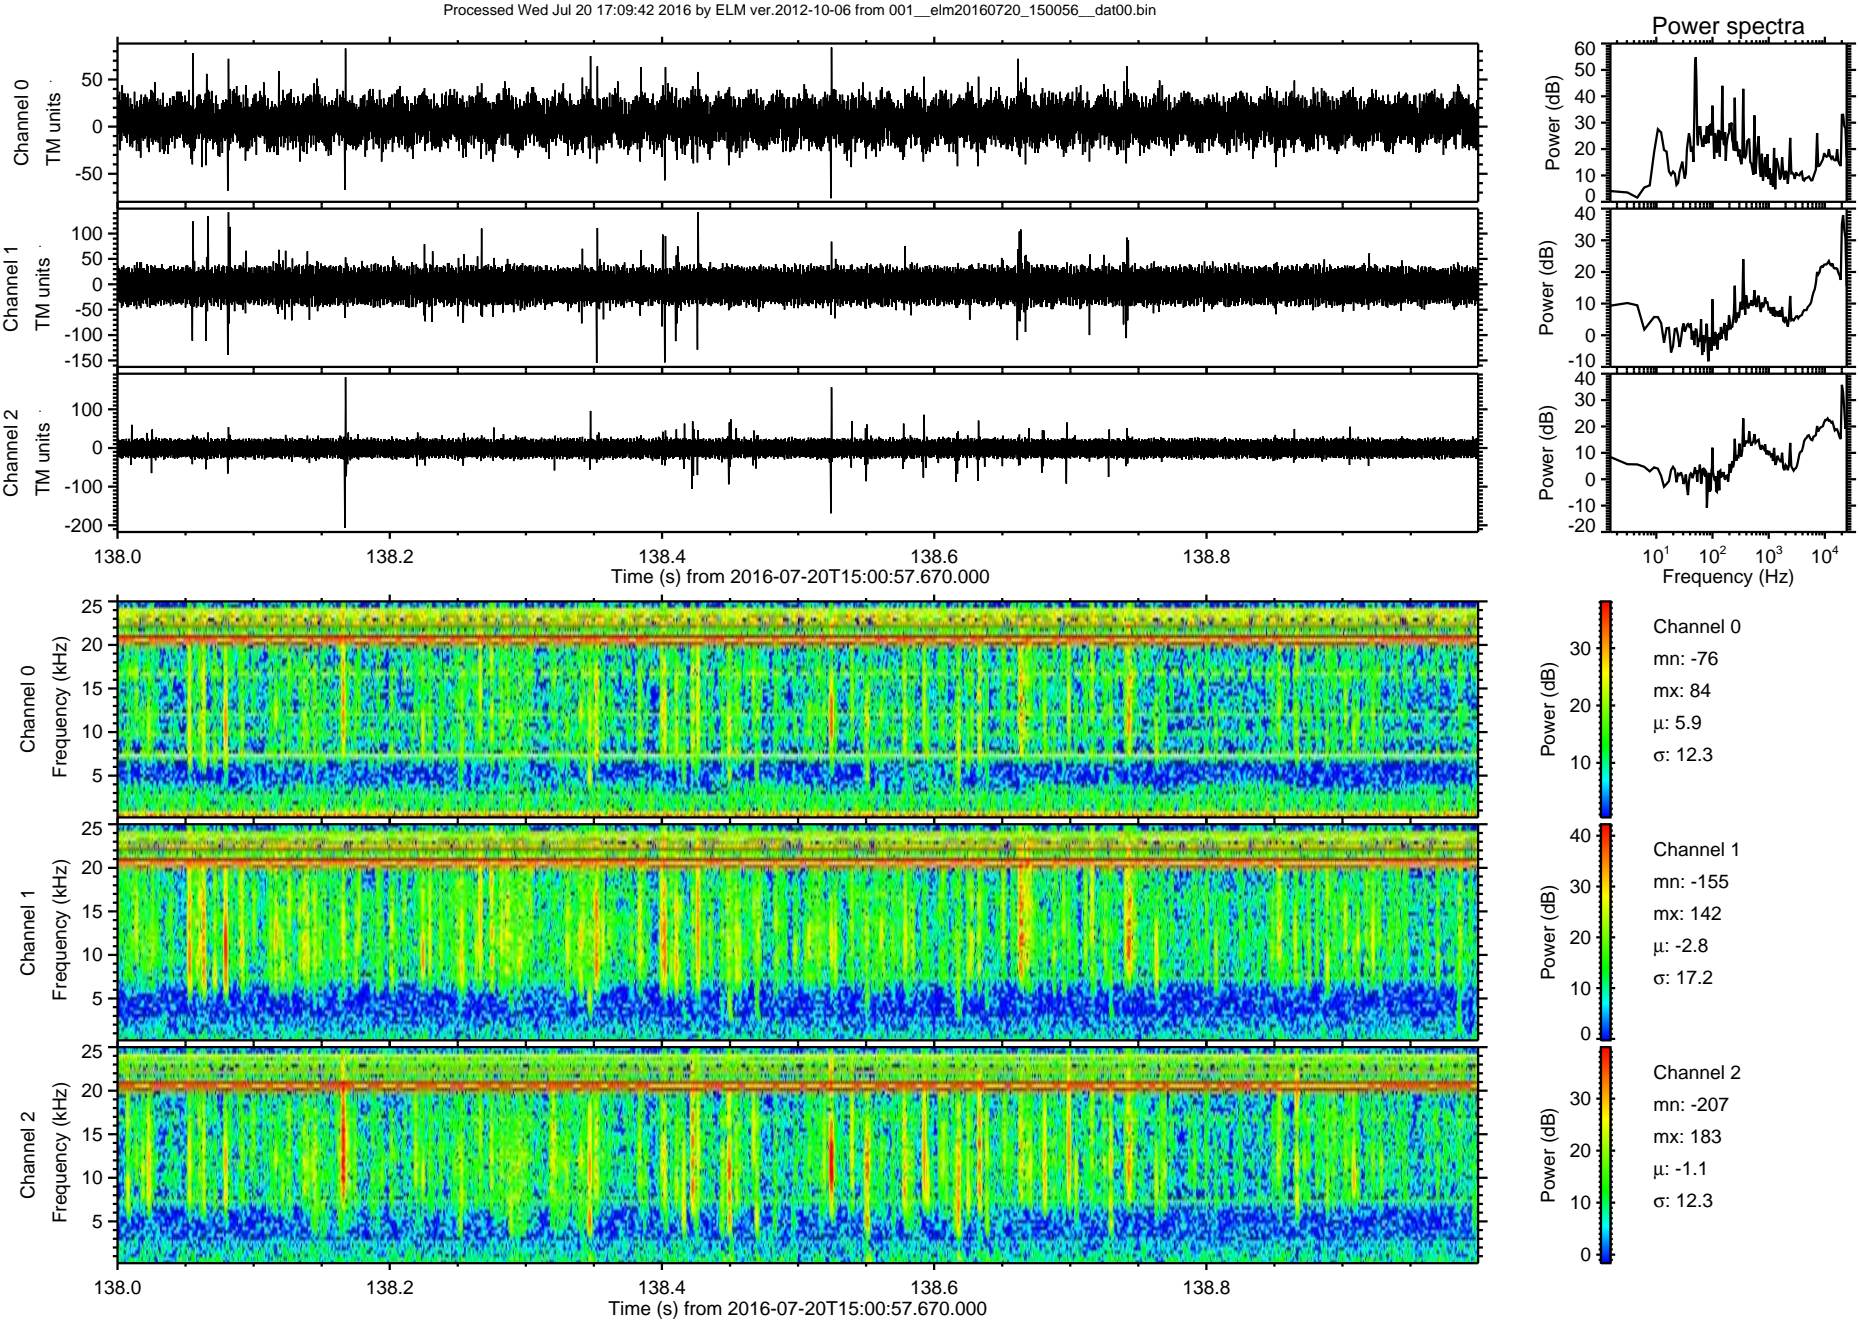 Processed Wed Jul 20 17:09:42 2016 by ELM ver.2012-10-06 from 001__elm20160720_150056__dat00.bin
Power spectra
Channel 0
TM units
50
0
-50
Power (dB)
60
50
40
30
20
10
0
Channel 1
TM units
100
50
0
-50
-100
-150
Power (dB)
40
30
20
10
0
-10
Channel 2
TM units
100
0
-100
-200
Power (dB)
40
30
20
10
0
-10
-20
138.0 138.2 138.4 138.6 138.8
Time (s) from 2016-07-20T15:00:57.670.000
10^1 10^2 10^3 10^4
Frequency (Hz)
Channel 0
Frequency (kHz)
25
20
15
10
5
Power (dB)
30
20
10
Channel 0
mn: -76
mx: 84
μ: 5.9
σ: 12.3
Channel 1
Frequency (kHz)
25
20
15
10
5
Power (dB)
40
30
20
10
0
Channel 1
mn: -155
mx: 142
μ: -2.8
σ: 17.2
Channel 2
Frequency (kHz)
25
20
15
10
5
Power (dB)
30
20
10
0
Channel 2
mn: -207
mx: 183
μ: -1.1
σ: 12.3
138.0 138.2 138.4 138.6 138.8
Time (s) from 2016-07-20T15:00:57.670.000